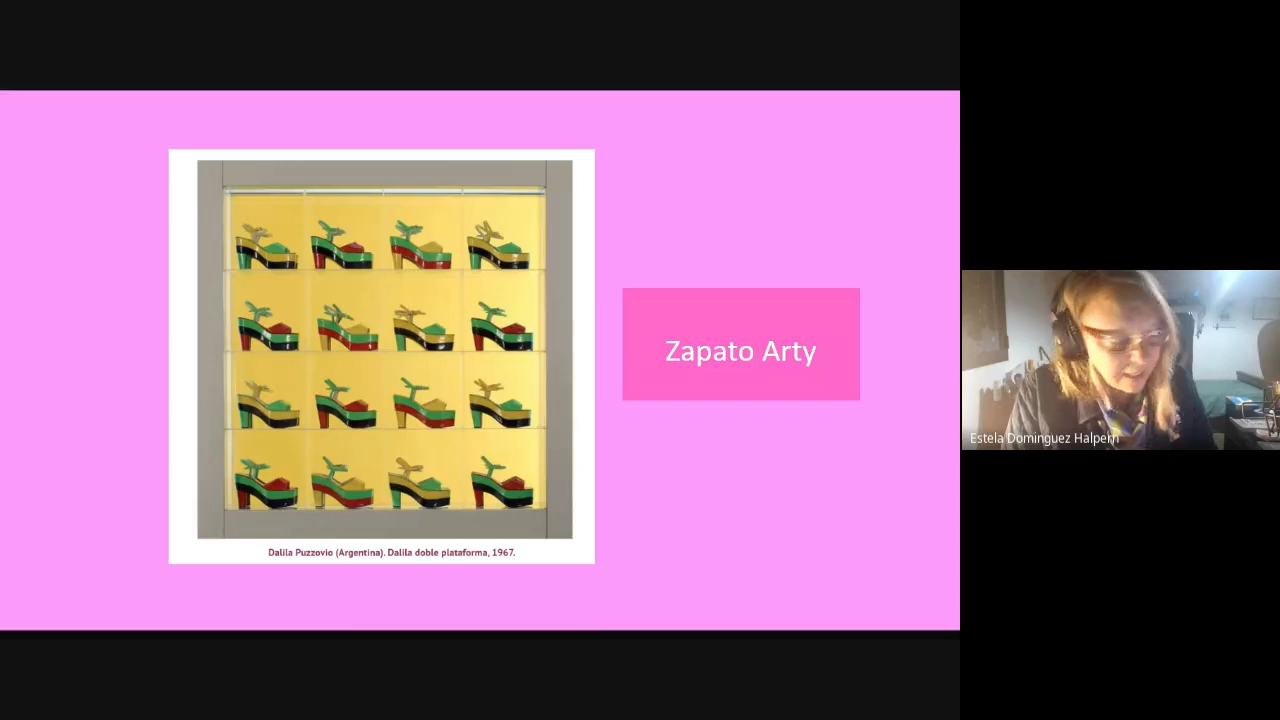 Zapato Arty
Dalila Puzzovio (Argentina). Dalila doble plataforma, 1967.
Estela Dominguez Halpern